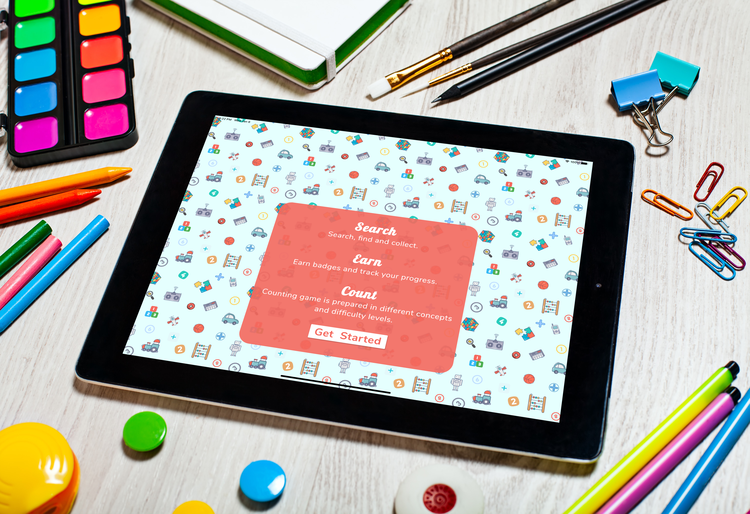 Search
Search, find and collect.
Earn
Earn badges and track your progress.
Count
Counting game is prepared in different concepts
and difficulty levels.
Get Started